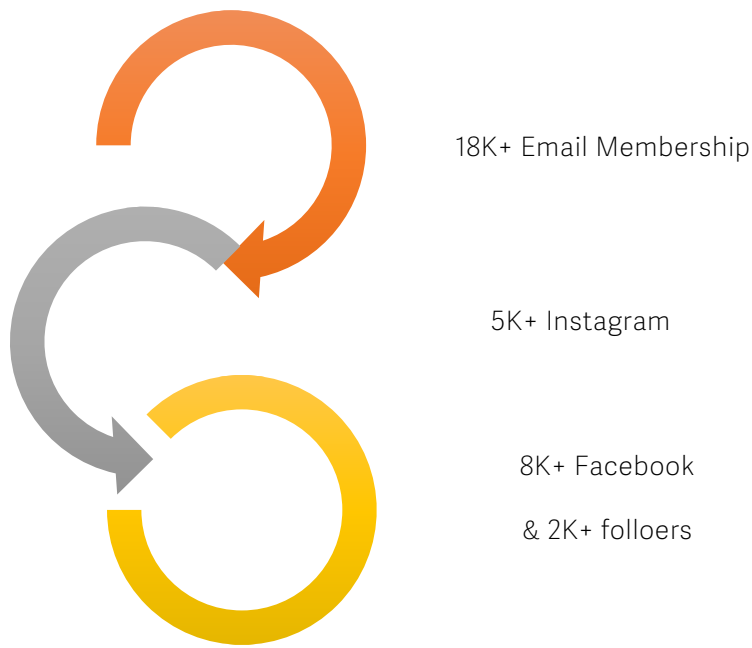 18K+ Email Membership
5K+ Instagram
8K+ Facebook
& 2K+ folloers